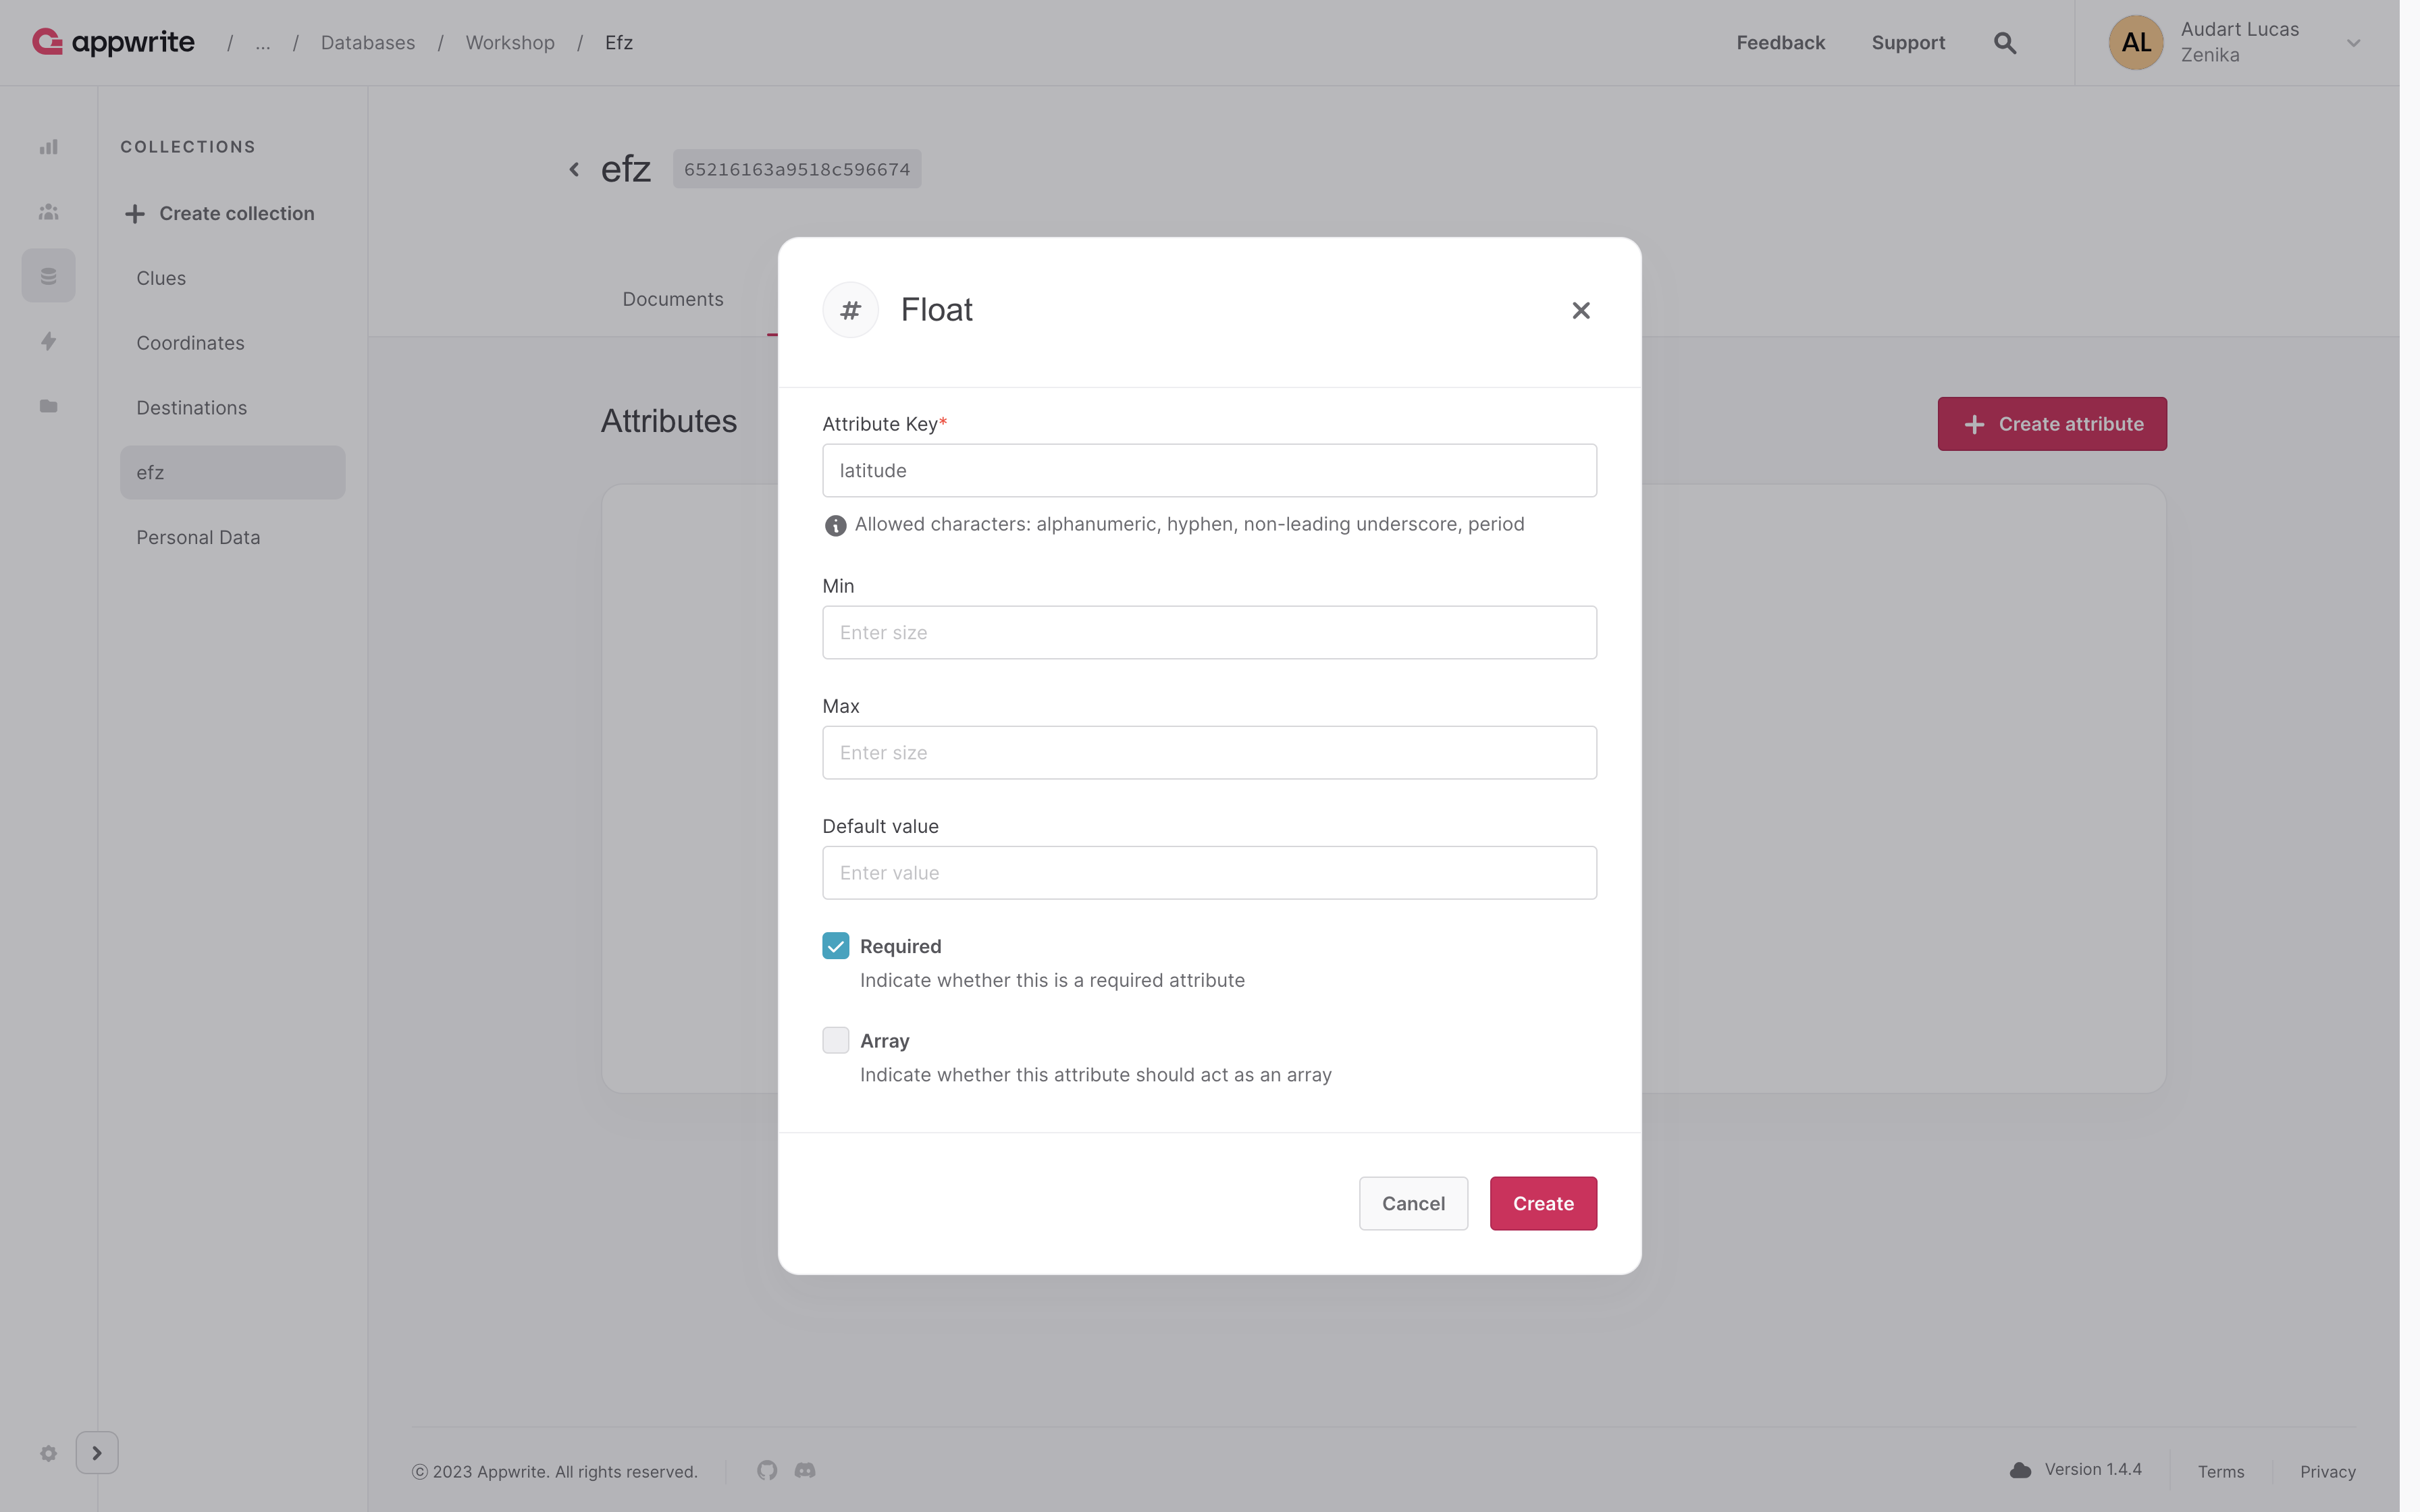 appwrite / ... / Databases / Workshop / Efz
Feedback Support
AL
Audart Lucas
Zenika
COLLECTIONS
Create collection
Clues
Coordinates
Destinations
efz
Personal Data
efz 65216163a9518c596674
Documents
Attributes
Create attribute
# Float
Attribute Key*
latitude
Allowed characters: alphanumeric, hyphen, non-leading underscore, period
Min
Enter size
Max
Enter size
Default value
Enter value
Required
Indicate whether this is a required attribute
Array
Indicate whether this attribute should act as an array
Cancel Create
© 2023 Appwrite. All rights reserved.
Version 1.4.4 Terms Privacy